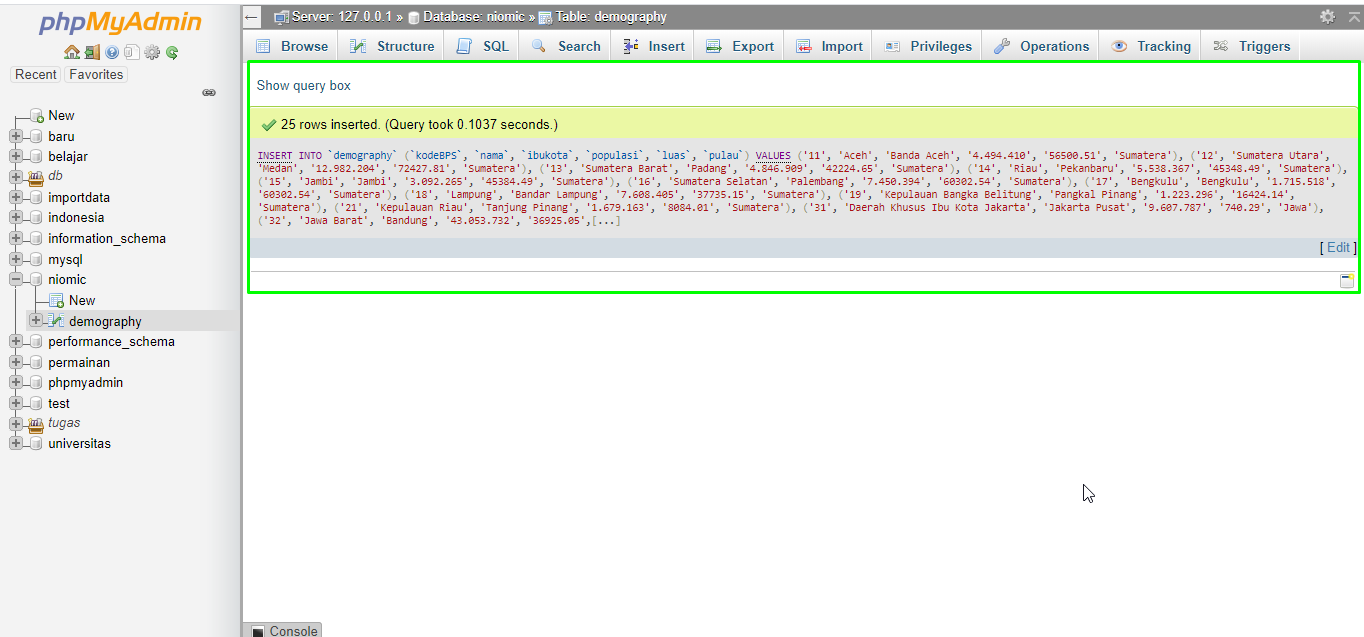 phpMyAdmin
Recent Favorites
New
baru
belajar
db
importdata
indonesia
information_schema
mysql
niomic
New
demography
performance_schema
permainan
phpmyadmin
test
tugas
universitas
Server: 127.0.0.1 » Database: niomic » Table: demography
Browse Structure SQL Search Insert Export Import Privileges Operations Tracking Triggers
Show query box
25 rows inserted. (Query took 0.1037 seconds.)
INSERT INTO `demography` (`kodeBPS`, `nama`, `ibukota`, `populasi`, `luas`, `pulau`) VALUES ('11', 'Aceh', 'Banda Aceh', '4.494.410', '56500.51', 'Sumatera'), ('12', 'Sumatera Utara',
'Medan', '12.982.204', '72427.81', 'Sumatera'), ('13', 'Sumatera Barat', 'Padang', '4.846.909', '42224.65', 'Sumatera'), ('14', 'Riau', 'Pekanbaru', '5.538.367', '45348.49', 'Sumatera'),
('15', 'Jambi', 'Jambi', '3.092.265', '45384.49', 'Sumatera'), ('16', 'Sumatera Selatan', 'Palembang', '7.450.394', '60302.54', 'Sumatera'), ('17', 'Bengkulu', 'Bengkulu', '1.715.518',
'60302.54', 'Sumatera'), ('18', 'Lampung', 'Bandar Lampung', '7.608.405', '37735.15', 'Sumatera'), ('19', 'Kepulauan Bangka Belitung', 'Pangkal Pinang', '1.223.296', '16424.14',
'Sumatera'), ('21', 'Kepulauan Riau', 'Tanjung Pinang', '1.679.163', '8084.01', 'Sumatera'), ('31', 'Daerah Khusus Ibu Kota Jakarta', 'Jakarta Pusat', '9.607.787', '740.29', 'Jawa'),
('32', 'Jawa Barat', 'Bandung', '43.053.732', '36925.05',[...]
[ Edit ]
Console